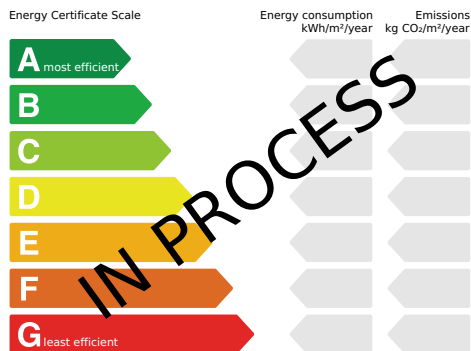 Energy Certificate Scale
Energy consumption
kWh/m²/year
Emissions
kg CO₂/m²/year
A most efficient
B
C
D
E
F
G least efficient
IN PROCESS